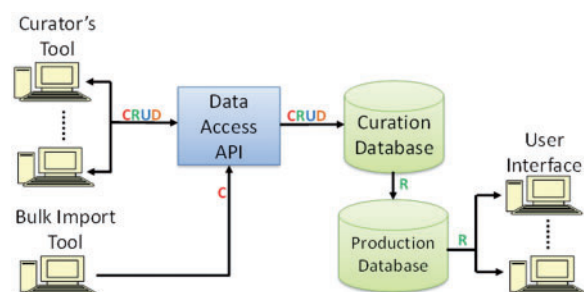 Curator's
Tool
CRUD
Data
Access
API
CRUD
Curation
Database
R
Production
Database
R
User
Interface
C
Bulk Import
Tool